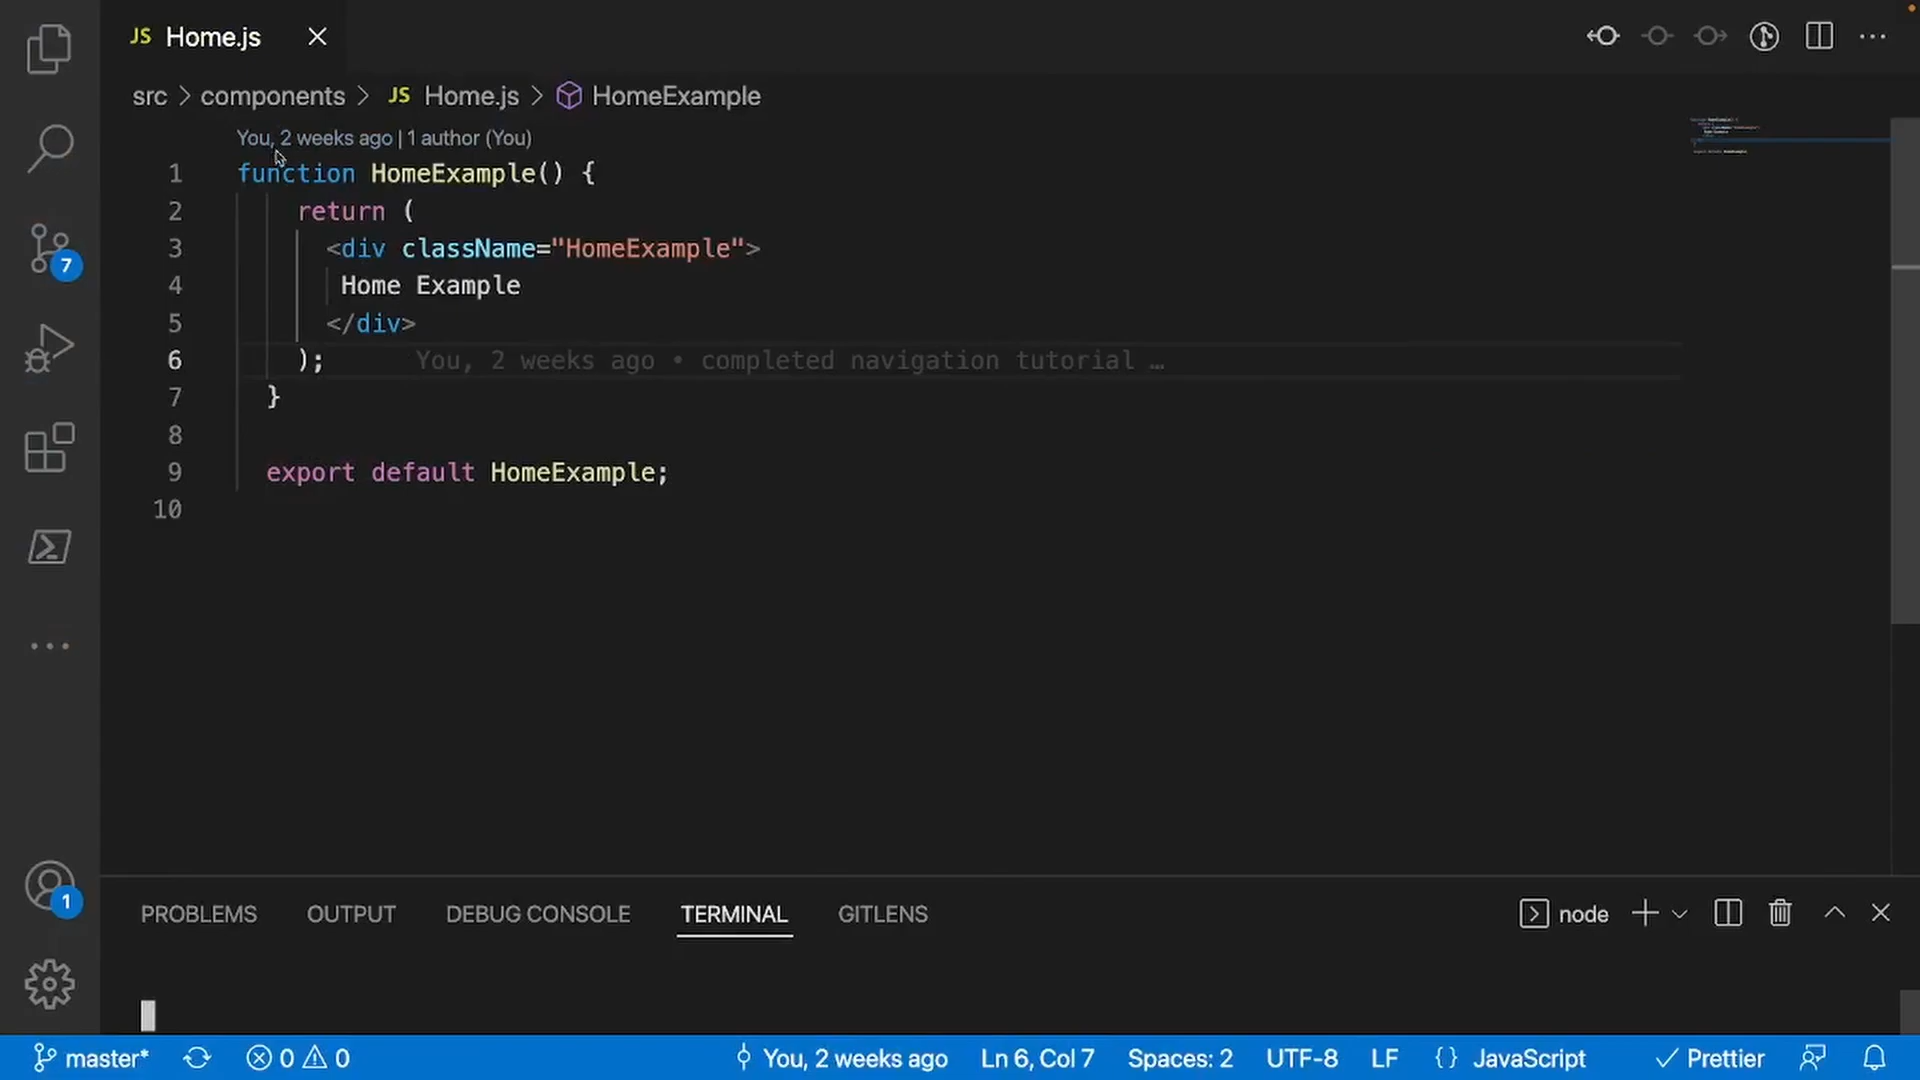 JS Home.js
src > components > JS Home.js > HomeExample
You, 2 weeks ago | 1 author (You)
1 function HomeExample() {
2 return (
3 <div className="HomeExample">
4 Home Example
5 </div>
6 ); You, 2 weeks ago • completed navigation tutorial …
7 }
8
9 export default HomeExample;
10
7
1
PROBLEMS OUTPUT DEBUG CONSOLE TERMINAL GITLENS node
master* 0 0 You, 2 weeks ago Ln 6, Col 7 Spaces: 2 UTF-8 LF {} JavaScript Prettier